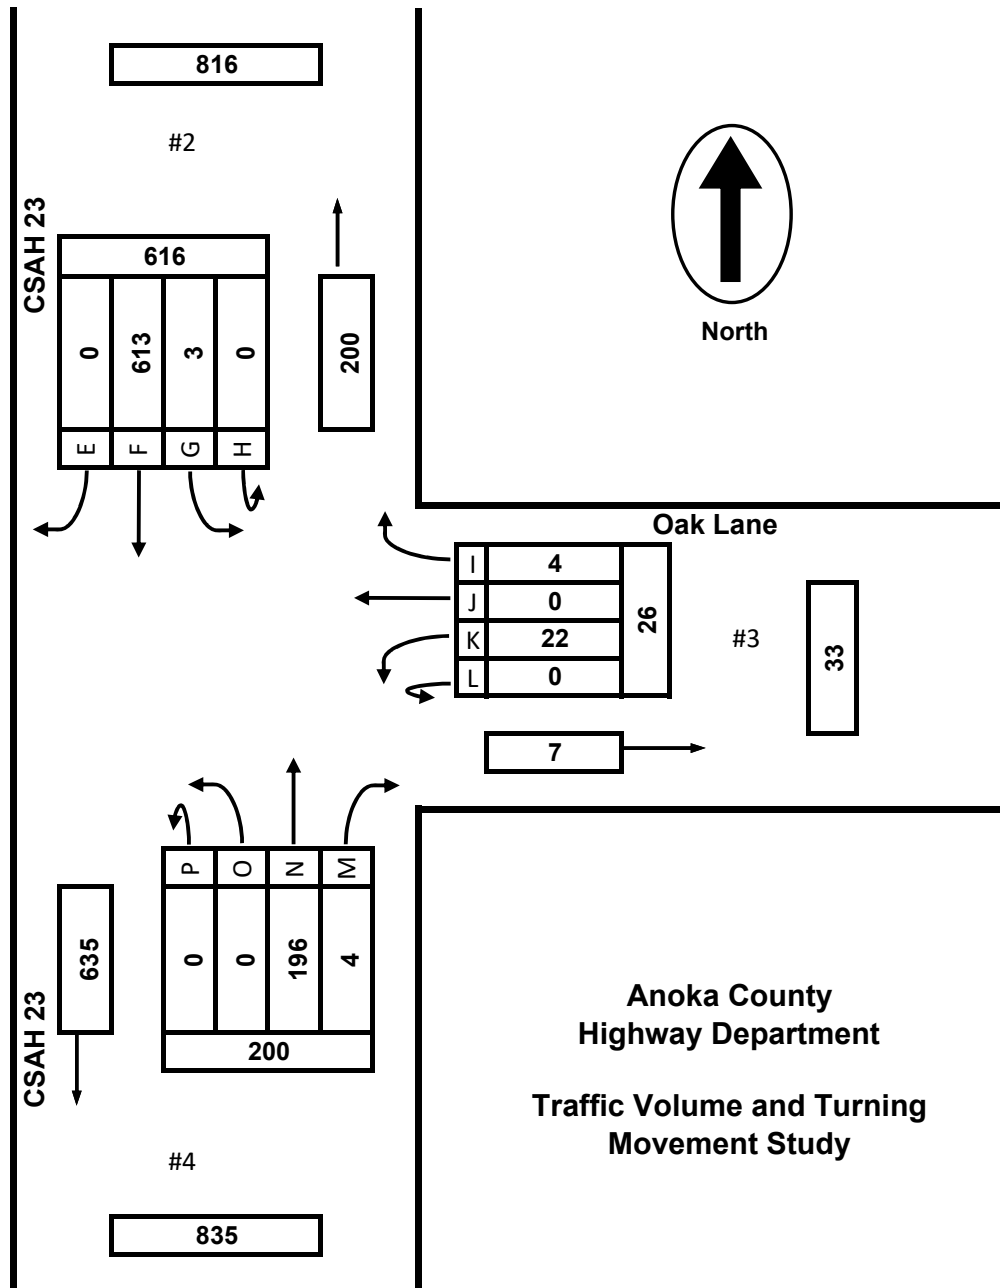 816
#2
CSAH 23
616
0 613 3 0
E F G H
200
North
Oak Lane
I 4
J 0
K 22
L 0
26
#3
33
7
P O N M
0 0 196 4
200
635
CSAH 23
#4
835
Anoka County
Highway Department
Traffic Volume and Turning
Movement Study